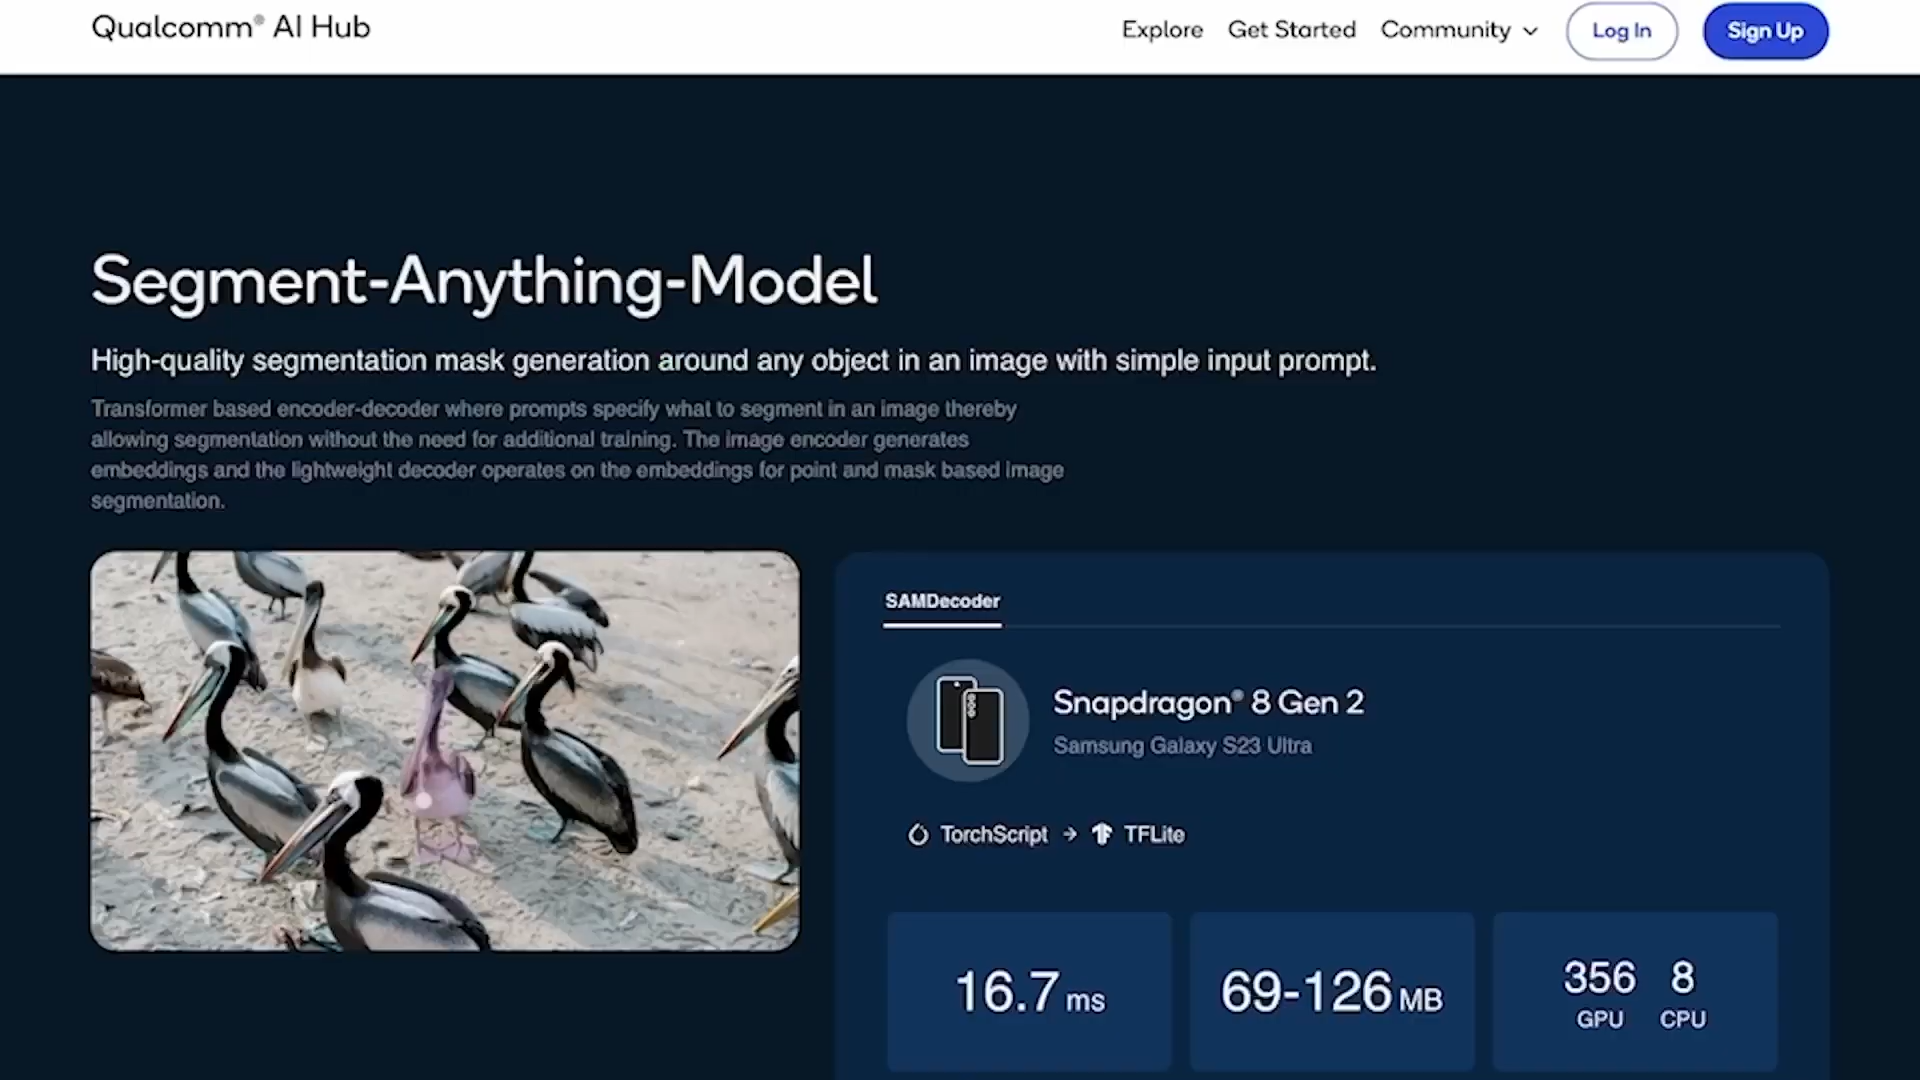 Qualcomm® AI Hub
Explore Get Started Community Log In Sign Up
Segment-Anything-Model
High-quality segmentation mask generation around any object in an image with simple input prompt.
Transformer based encoder-decoder where prompts specify what to segment in an image thereby
allowing segmentation without the need for additional training. The image encoder generates
embeddings and the lightweight decoder operates on the embeddings for point and mask based image
segmentation.
SAMDecoder
Snapdragon® 8 Gen 2
Samsung Galaxy S23 Ultra
TorchScript → TFLite
16.7 ms
69-126 MB
356 8
GPU CPU